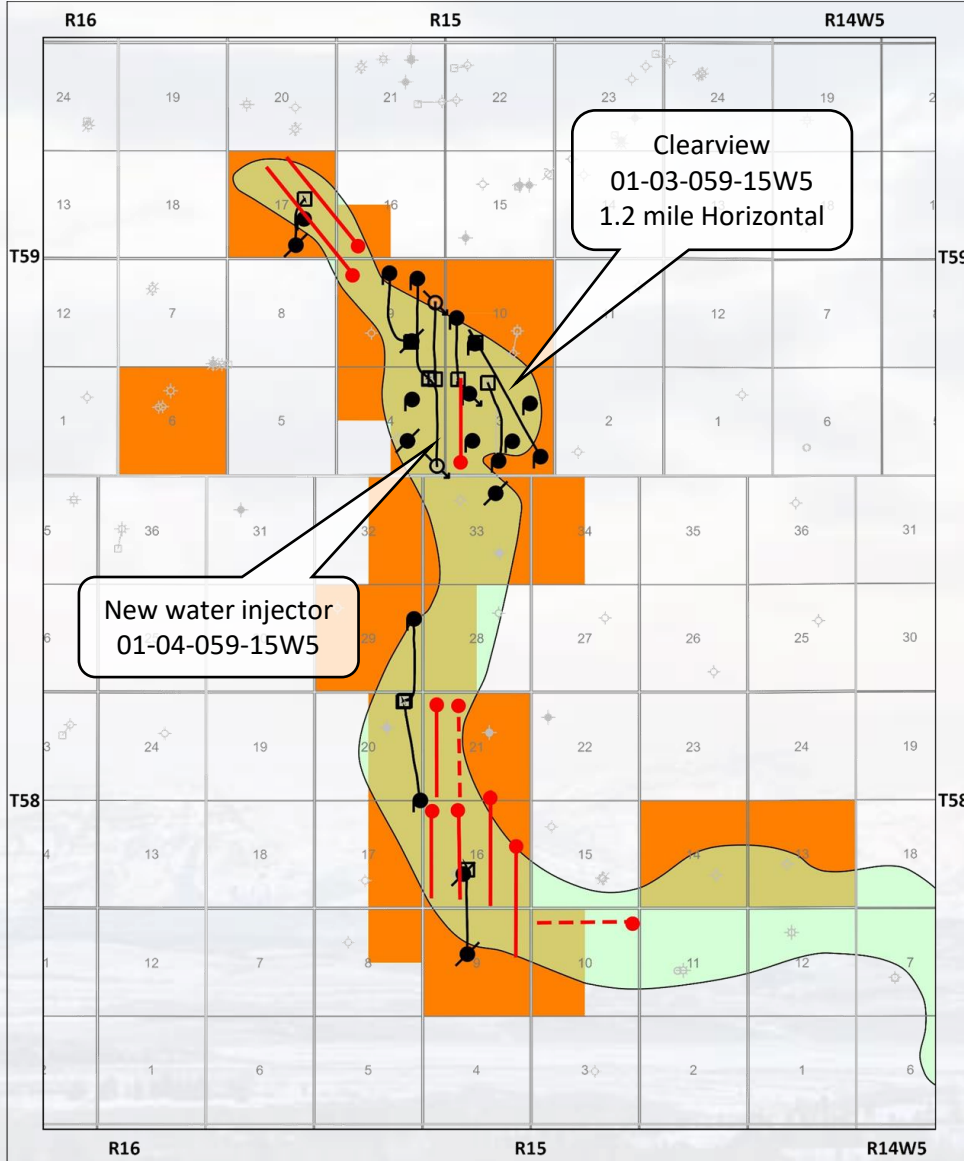 R16 R15 R14W5
24 19 20 21 22 23 24 19
Clearview
01-03-059-15W5
1.2 mile Horizontal
13 18 17 16 15
T59 T59
12 7 8 10 11 12 7
1 6 5 4 3 2 1 6
36 31 32 33 34 35 36 31
New water injector
01-04-059-15W5
6 29 28 27 26 25 30
3 24 19 20 21 22 23 24 19
T58 T58
4 13 18 17 16 15 14 13 18
1 12 7 8 9 10 11 12 7
1 6 5 4 3 2 1 6
R16 R15 R14W5